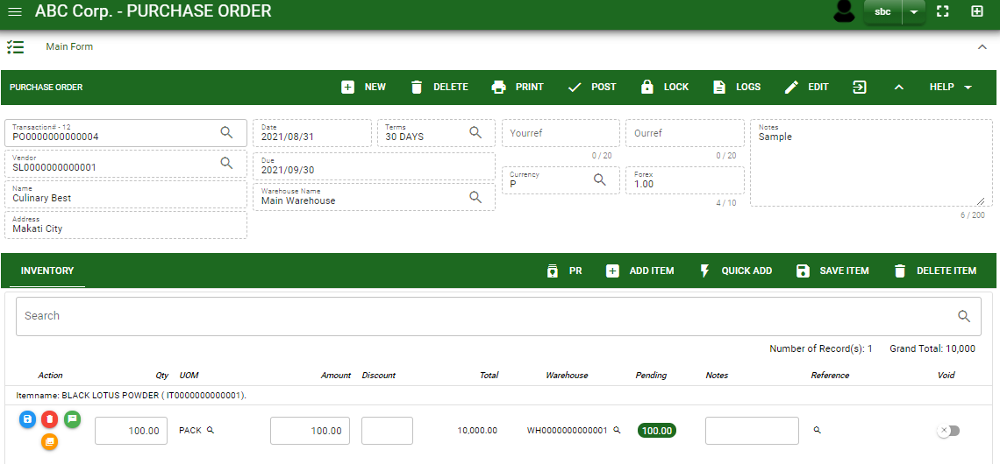 ABC Corp. - PURCHASE ORDER
sbc
Main Form
PURCHASE ORDER
NEW
DELETE
PRINT
POST
LOCK
LOGS
EDIT
HELP
Transaction# - 12
PO0000000000004
Vendor
SL0000000000001
Name
Culinary Best
Address
Makati City
Date
2021/08/31
Terms
30 DAYS
Due
2021/09/30
Warehouse Name
Main Warehouse
Yourref
0 / 20
Ourref
0 / 20
Currency
P
Forex
1.00
4 / 10
Notes
Sample
6 / 200
INVENTORY
PR
ADD ITEM
QUICK ADD
SAVE ITEM
DELETE ITEM
Search
Number of Record(s): 1 Grand Total: 10,000
Action Qty UOM Amount Discount Total Warehouse Pending Notes Reference Void
Itemname: BLACK LOTUS POWDER ( IT0000000000001).
100.00 PACK 100.00 10,000.00 WH0000000000001 100.00